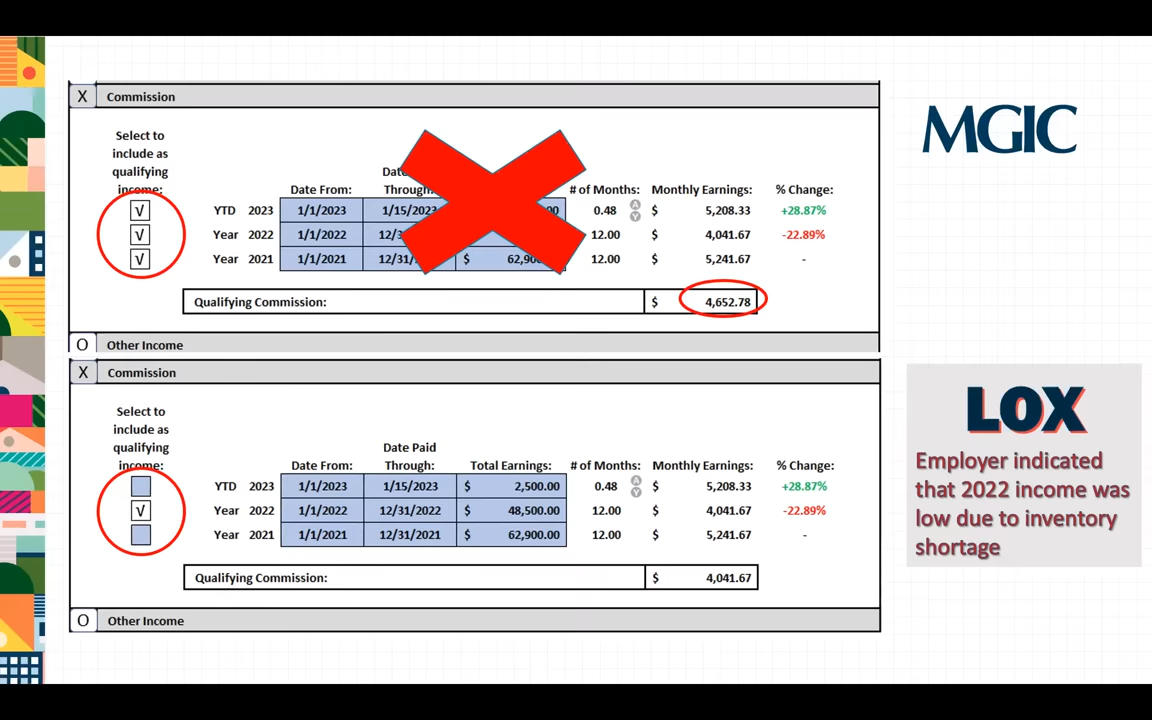 X Commission
Select to
include as
qualifying
income:
Date From: Through: # of Months: Monthly Earnings: % Change:
√ YTD 2023 1/1/2023 1/15/2023 0.48 A Y $ 5,208.33 +28.87%
√ Year 2022 1/1/2022 12.00 $ 4,041.67 -22.89%
√ Year 2021 1/1/2021 $ 12.00 $ 5,241.67 -
Qualifying Commission: $ 4,652.78
O Other Income
X Commission
Select to
include as
qualifying
income:
Date Paid
Date From: Through: Total Earnings: # of Months: Monthly Earnings: % Change:
YTD 2023 1/1/2023 1/15/2023 $ 2,500.00 0.48 A Y $ 5,208.33 +28.87%
√ Year 2022 1/1/2022 12/31/2022 $ 48,500.00 12.00 $ 4,041.67 -22.89%
Year 2021 1/1/2021 12/31/2021 $ 62,900.00 12.00 $ 5,241.67 -
Qualifying Commission: $ 4,041.67
O Other Income
MGIC
LOX
Employer indicated
that 2022 income was
low due to inventory
shortage